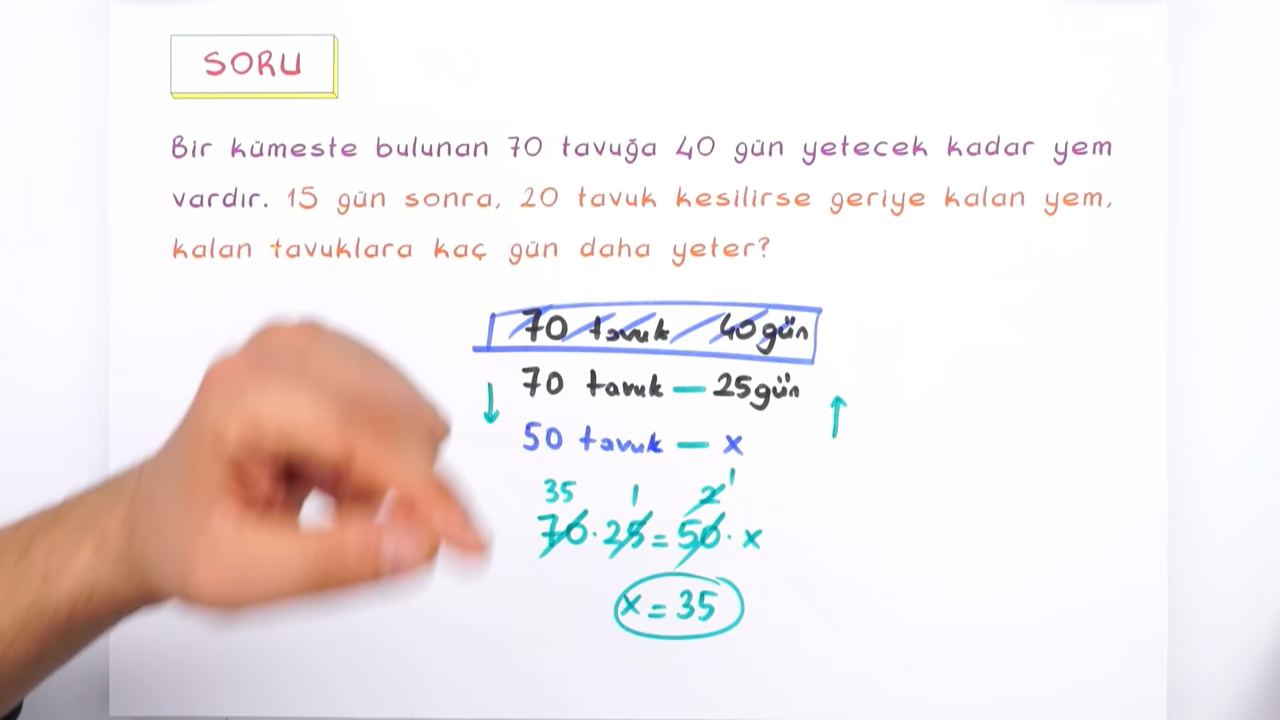 SORU
Bir kümeste bulunan 70 tavuğa 40 gün yetecek kadar yem
vardır. 15 gün sonra, 20 tavuk kesilirse geriye kalan yem,
kalan tavuklara kaç gün daha yeter?
70 tavuk 40 gün
70 tavuk — 25 gün
50 tavuk — x
35 1 2 1
70 · 25 = 50 · x
x = 35